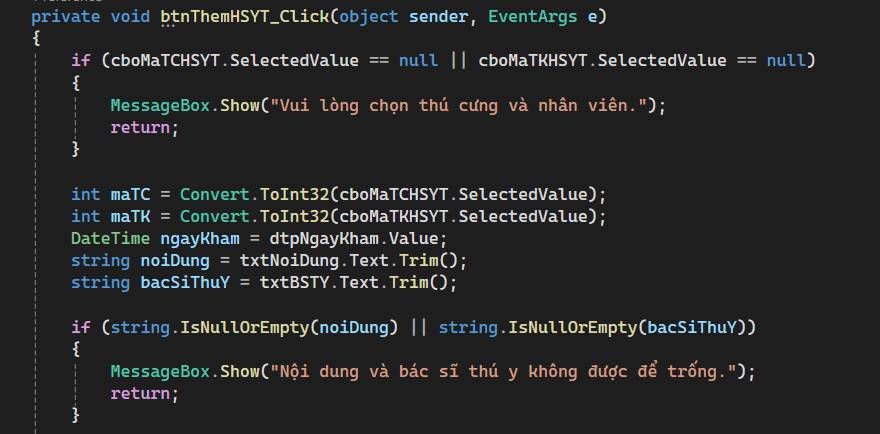 private void btnThemHSYT_Click(object sender, EventArgs e)
{
if (cboMaTCHSYT.SelectedValue == null || cboMaTKHSYT.SelectedValue == null)
{
MessageBox.Show("Vui lòng chọn thú cưng và nhân viên.");
return;
}
int maTC = Convert.ToInt32(cboMaTCHSYT.SelectedValue);
int maTK = Convert.ToInt32(cboMaTKHSYT.SelectedValue);
DateTime ngayKham = dtpNgayKham.Value;
string noiDung = txtNoiDung.Text.Trim();
string bacSiThuY = txtBSTY.Text.Trim();
if (string.IsNullOrEmpty(noiDung) || string.IsNullOrEmpty(bacSiThuY))
{
MessageBox.Show("Nội dung và bác sĩ thú y không được để trống.");
return;
}